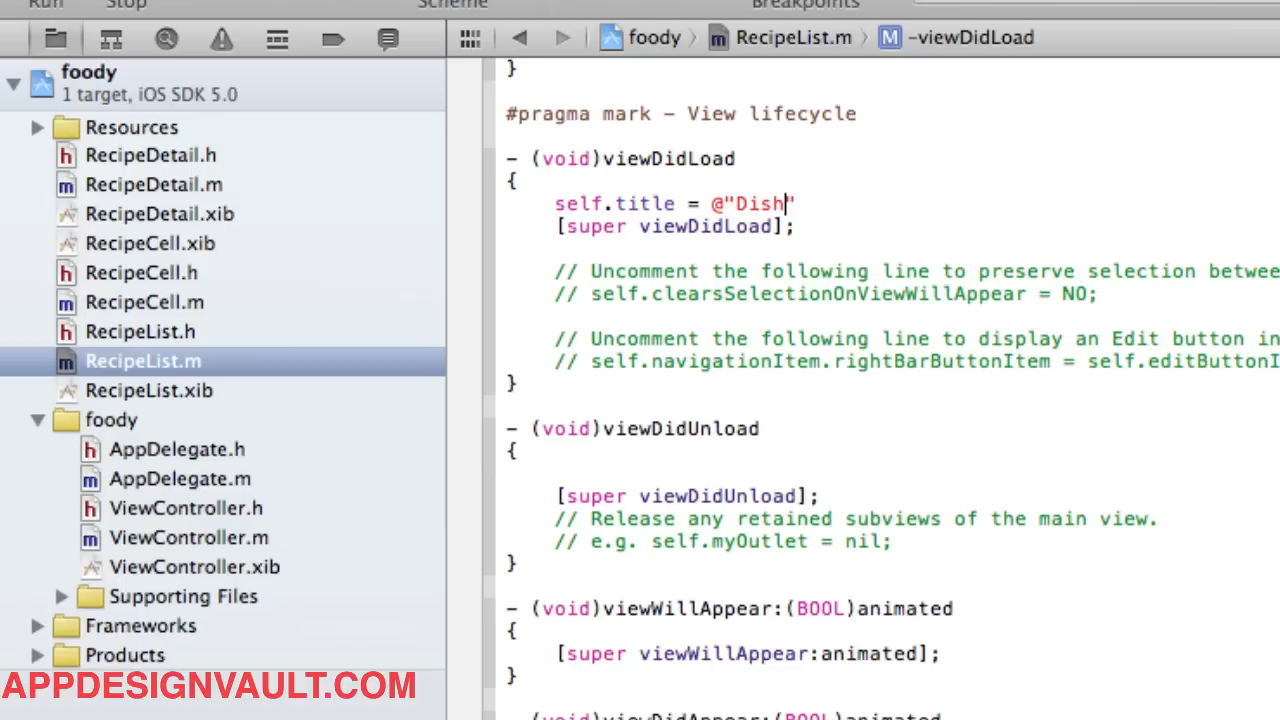 Run Stop Scheme Breakpoints
foody RecipeList.m M -viewDidLoad
foody
1 target, iOS SDK 5.0
Resources
h RecipeDetail.h
m RecipeDetail.m
RecipeDetail.xib
RecipeCell.xib
h RecipeCell.h
m RecipeCell.m
h RecipeList.h
m RecipeList.m
RecipeList.xib
foody
h AppDelegate.h
m AppDelegate.m
h ViewController.h
m ViewController.m
ViewController.xib
Supporting Files
Frameworks
Products
APPDESIGNVAULT.COM
}
#pragma mark - View lifecycle
- (void)viewDidLoad
{
self.title = @"Dish"
[super viewDidLoad];
// Uncomment the following line to preserve selection betwee
// self.clearsSelectionOnViewWillAppear = NO;
// Uncomment the following line to display an Edit button in
// self.navigationItem.rightBarButtonItem = self.editButtonI
}
- (void)viewDidUnload
{
[super viewDidUnload];
// Release any retained subviews of the main view.
// e.g. self.myOutlet = nil;
}
- (void)viewWillAppear:(BOOL)animated
{
[super viewWillAppear:animated];
}
- (void)viewDidAppear:(BOOL)animated